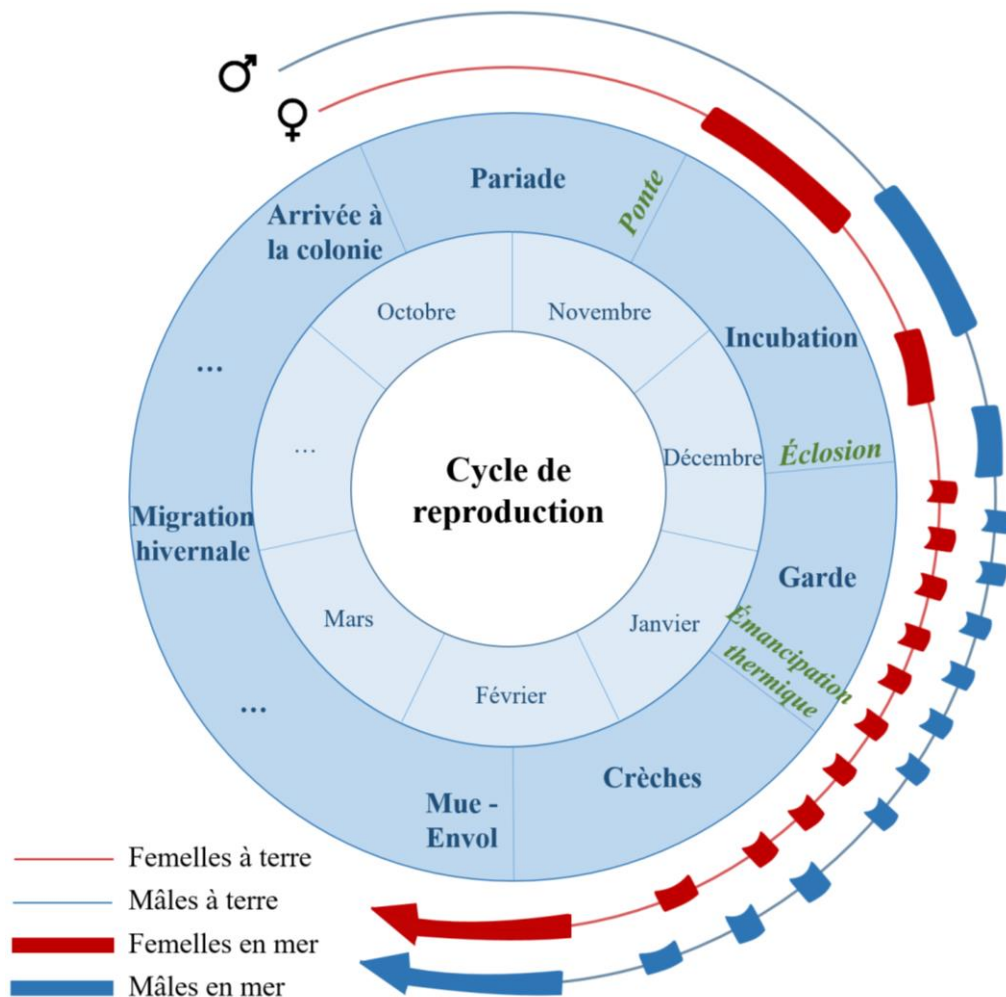 ♂
♀
Pariade
Ponte
Arrivée à
la colonie
Octobre
Novembre
Incubation
...
...
Cycle de
reproduction
Décembre
Éclosion
Migration
hivernale
Garde
Mars
Janvier
Émancipation
thermique
Février
...
Crèches
Mue -
Envol
Femelles à terre
Mâles à terre
Femelles en mer
Mâles en mer